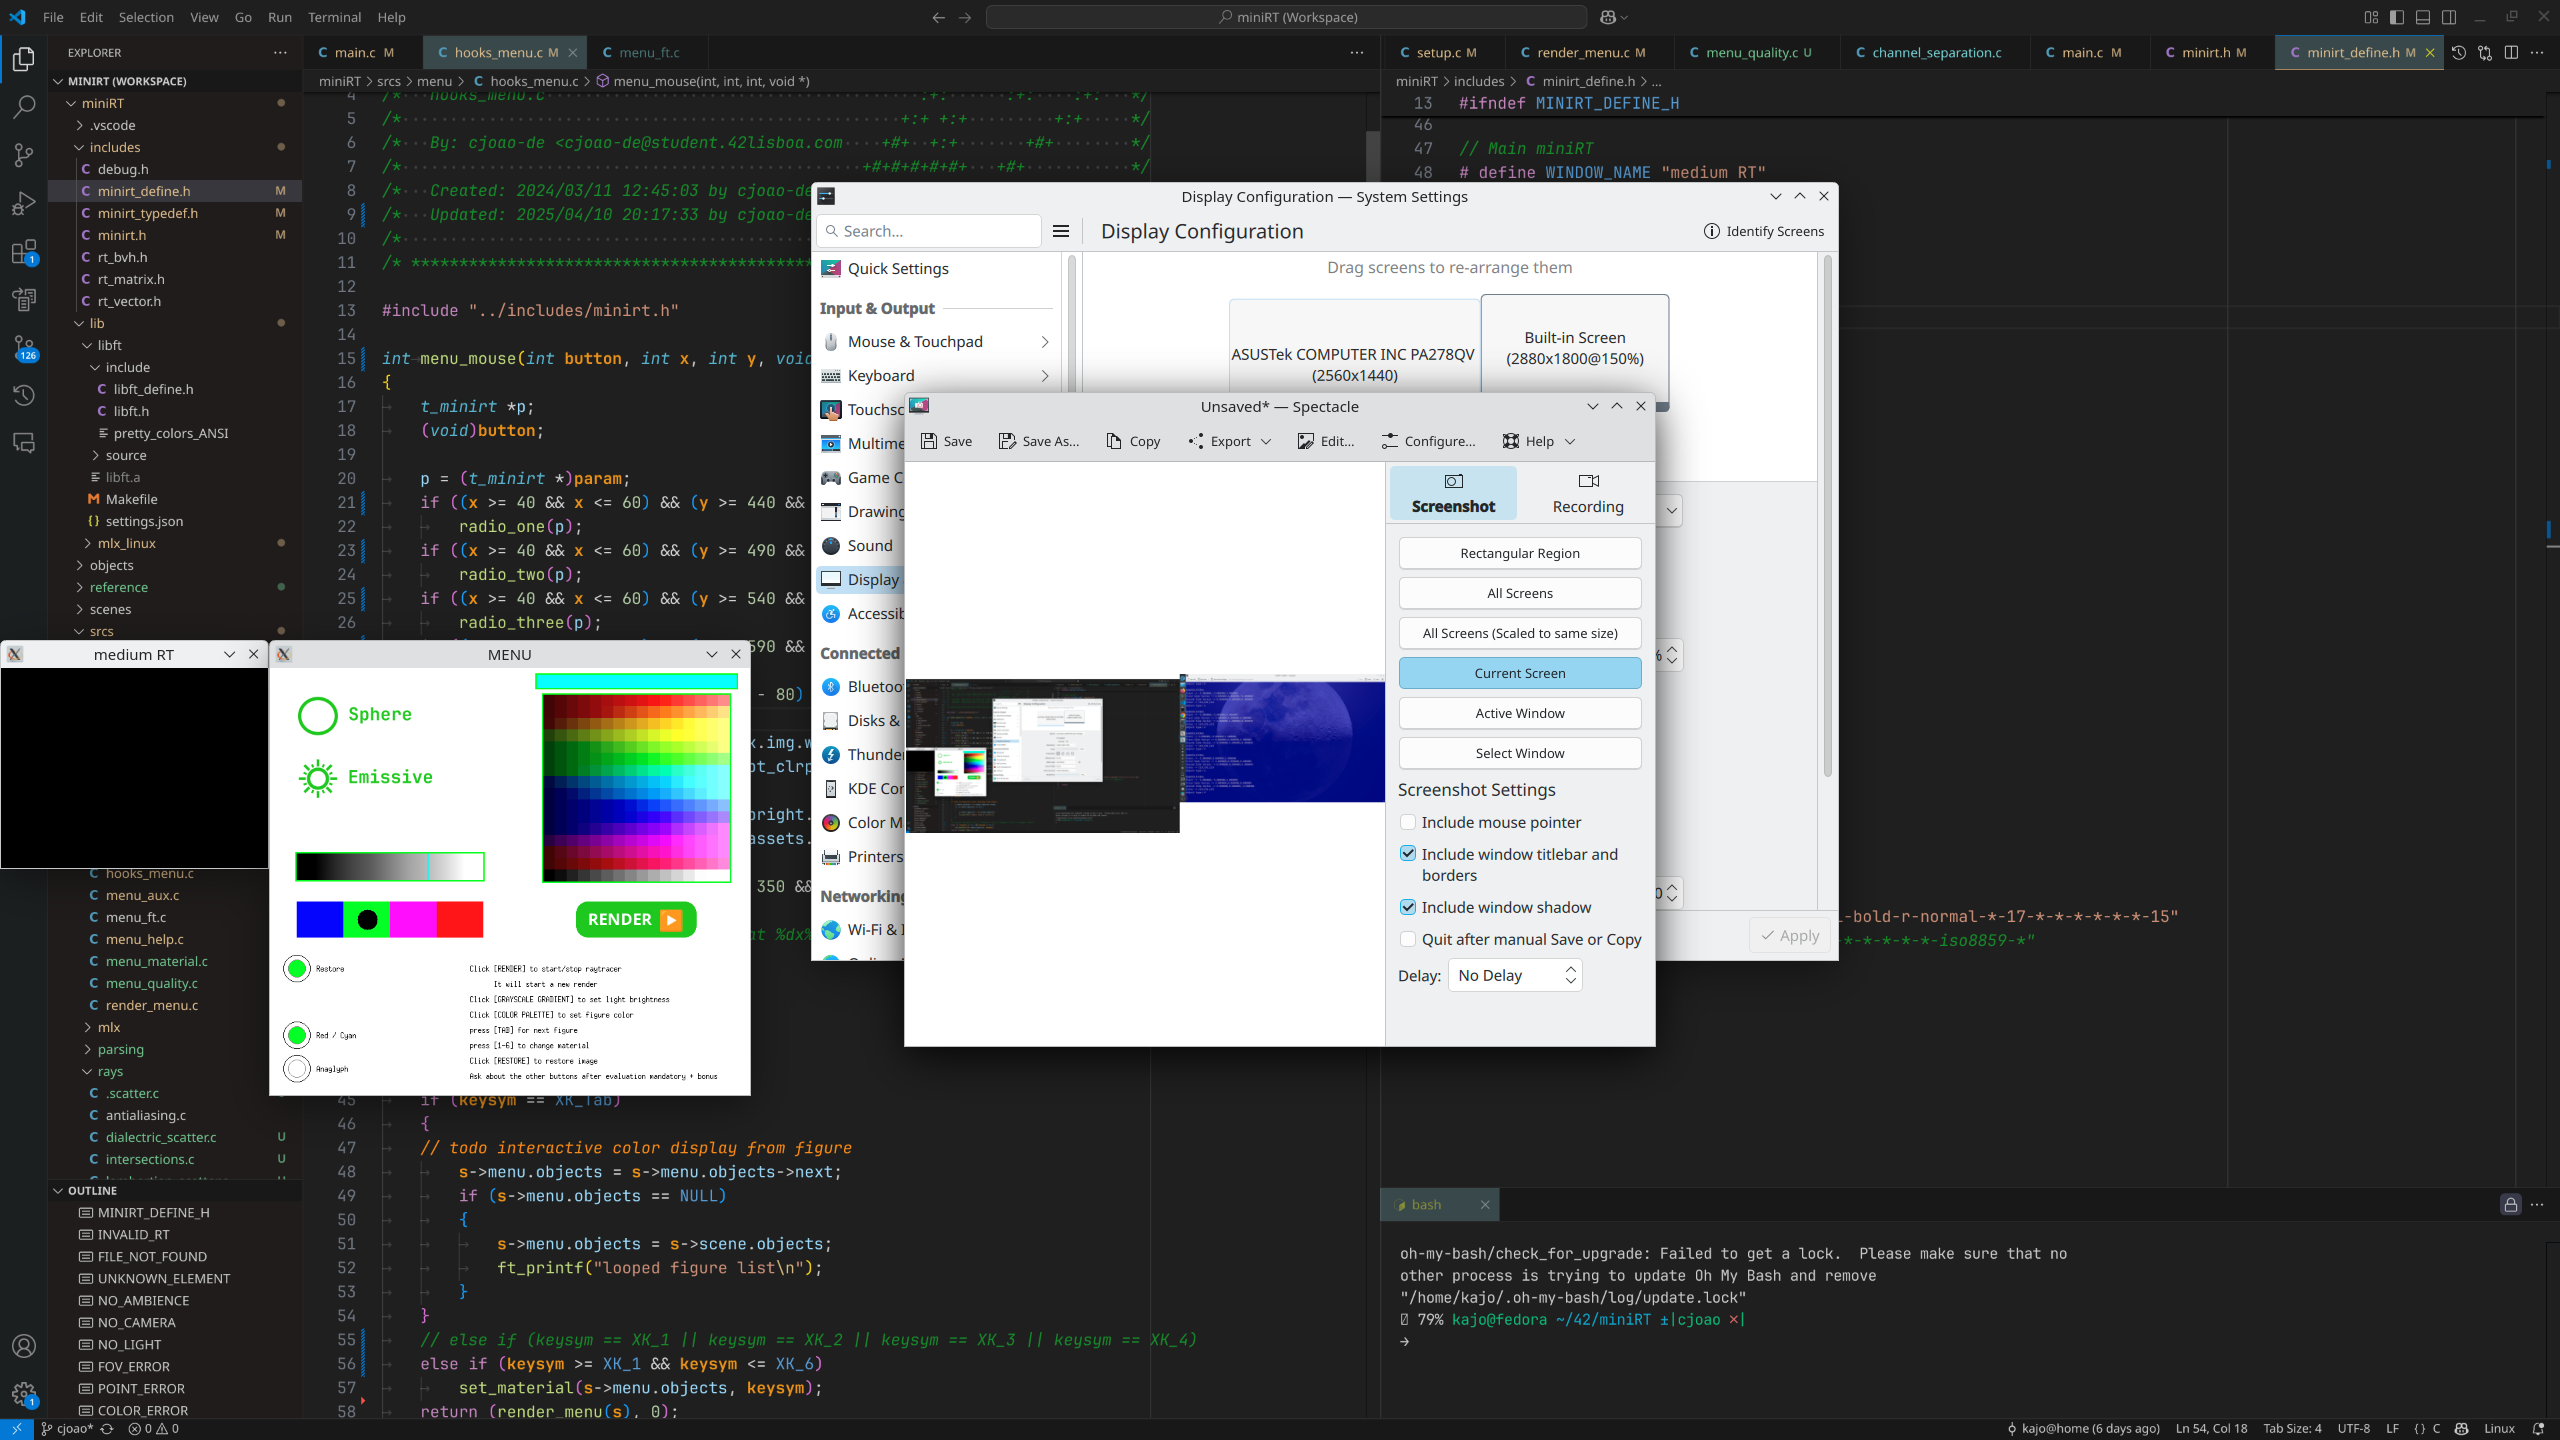 File Edit Selection View Go Run Terminal Help
miniRT (Workspace)
EXPLORER
MINIRT (WORKSPACE)
miniRT
.vscode
includes
debug.h
minirt_define.h M
minirt_typedef.h M
minirt.h M
rt_bvh.h
rt_matrix.h
rt_vector.h
lib
libft
include
libft_define.h
libft.h
pretty_colors_ANSI
source
libft.a
Makefile
settings.json
mlx_linux
objects
reference
scenes
srcs
hooks_menu.c
menu_aux.c
menu_ft.c
menu_help.c
menu_material.c
menu_quality.c
render_menu.c
mlx
parsing
rays
.scatter.c
antialiasing.c
dialectric_scatter.c U
intersections.c U
OUTLINE
MINIRT_DEFINE_H
INVALID_RT
FILE_NOT_FOUND
UNKNOWN_ELEMENT
NO_AMBIENCE
NO_CAMERA
NO_LIGHT
FOV_ERROR
POINT_ERROR
COLOR_ERROR
1
126
1
main.c M hooks_menu.c M menu_ft.c
miniRT > srcs > menu > C hooks_menu.c > menu_mouse(int, int, int, void *)
4 /* hooks_menu.c :+: :+: :+: */
5 /* +:+ +:+ +:+ */
6 /* By: cjoao-de <cjoao-de@student.42lisboa.com +#+ +:+ +#+ */
7 /* +#+#+#+#+#+ +#+ */
8 /* Created: 2024/03/11 12:45:03 by cjoao-de
9 /* Updated: 2025/04/10 20:17:33 by cjoao-de
10 /*
11 /* ******************************************
12
13 #include "../includes/minirt.h"
14
15 int menu_mouse(int button, int x, int y, void
16 {
17 t_minirt *p;
18 (void)button;
19
20 p = (t_minirt *)param;
21 if ((x >= 40 && x <= 60) && (y >= 440 &&
22 radio_one(p);
23 if ((x >= 40 && x <= 60) && (y >= 490 &&
24 radio_two(p);
25 if ((x >= 40 && x <= 60) && (y >= 540 &&
26 radio_three(p);
590 &&
- 80)
x.img.w
ot_clrp
right.
assets.
350 &&
at %dx%
45 if (keysym == XK_Tab)
46 {
47 // todo interactive color display from figure
48 s->menu.objects = s->menu.objects->next;
49 if (s->menu.objects == NULL)
50 {
51 s->menu.objects = s->scene.objects;
52 ft_printf("looped figure list\n");
53 }
54 }
55 // else if (keysym == XK_1 || keysym == XK_2 || keysym == XK_3 || keysym == XK_4)
56 else if (keysym >= XK_1 && keysym <= XK_6)
57 set_material(s->menu.objects, keysym);
58 return (render_menu(s), 0);
setup.c M render_menu.c M menu_quality.c U channel_separation.c main.c M minirt.h M minirt_define.h M
miniRT > includes > C minirt_define.h > ...
13 #ifndef MINIRT_DEFINE_H
46
47 // Main miniRT
48 # define WINDOW_NAME "medium RT"
-bold-r-normal-*-17-*-*-*-*-*-*-15"
*-*-*-*-*-*-iso8859-*"
bash
oh-my-bash/check_for_upgrade: Failed to get a lock. Please make sure that no
other process is trying to update Oh My Bash and remove
"/home/kajo/.oh-my-bash/log/update.lock"
79% kajo@fedora ~/42/miniRT ±|cjoao ×|
→
cjoao* 0 0
kajo@home (6 days ago) Ln 54, Col 18 Tab Size: 4 UTF-8 LF {} C Linux
Display Configuration — System Settings
Search...
Display Configuration
Identify Screens
Quick Settings
Input & Output
Mouse & Touchpad
Keyboard
Touchsc
Multime
Game C
Drawing
Sound
Display
Accessib
Connected
Bluetoo
Disks &
Thunder
KDE Con
Color M
Printers
Networking
Wi-Fi & I
Drag screens to re-arrange them
ASUSTek COMPUTER INC PA278QV
(2560x1440)
Built-in Screen
(2880x1800@150%)
%
0
Apply
Unsaved* — Spectacle
Save Save As... Copy Export Edit... Configure... Help
Screenshot
Recording
Rectangular Region
All Screens
All Screens (Scaled to same size)
Current Screen
Active Window
Select Window
Screenshot Settings
Include mouse pointer
Include window titlebar and
borders
Include window shadow
Quit after manual Save or Copy
Delay: No Delay
medium RT
MENU
Sphere
Emissive
RENDER
Restore
Red / Cyan
Anaglyph
Click [RENDER] to start/stop raytracer
It will start a new render
Click [GRAYSCALE GRADIENT] to set light brightness
Click [COLOR PALETTE] to set figure color
press [TAB] for next figure
press [1-6] to change material
Click [RESTORE] to restore image
Ask about the other buttons after evaluation mandatory + bonus